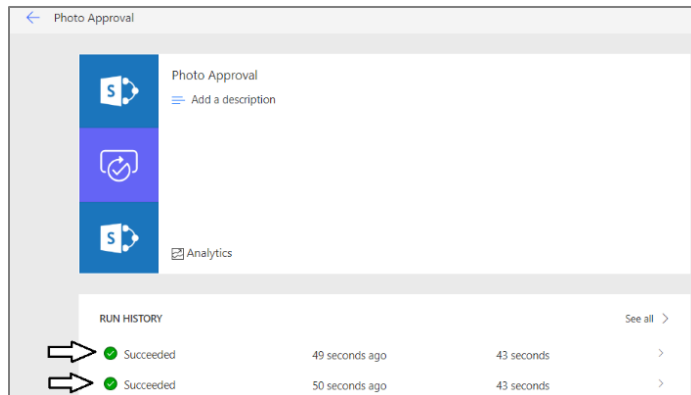 Photo Approval
Photo Approval
Add a description
Analytics
RUN HISTORY See all
Succeeded 49 seconds ago 43 seconds
Succeeded 50 seconds ago 43 seconds